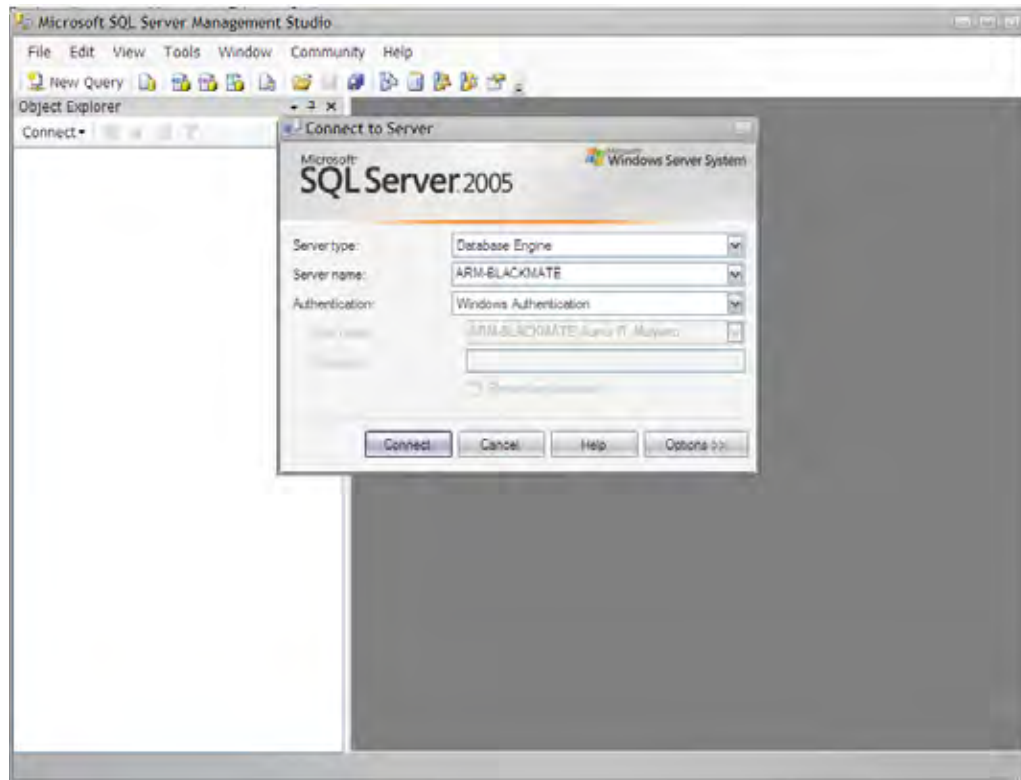 Microsoft SQL Server Management Studio
File Edit View Tools Window Community Help
New Query
Object Explorer
Connect
Connect to Server
Microsoft
Windows Server System
SQL Server 2005
Server type: Database Engine
Server name: ARM-BLACKMATE
Authentication: Windows Authentication
ARM-BLACKMATE
Connect Cancel Help Options >>